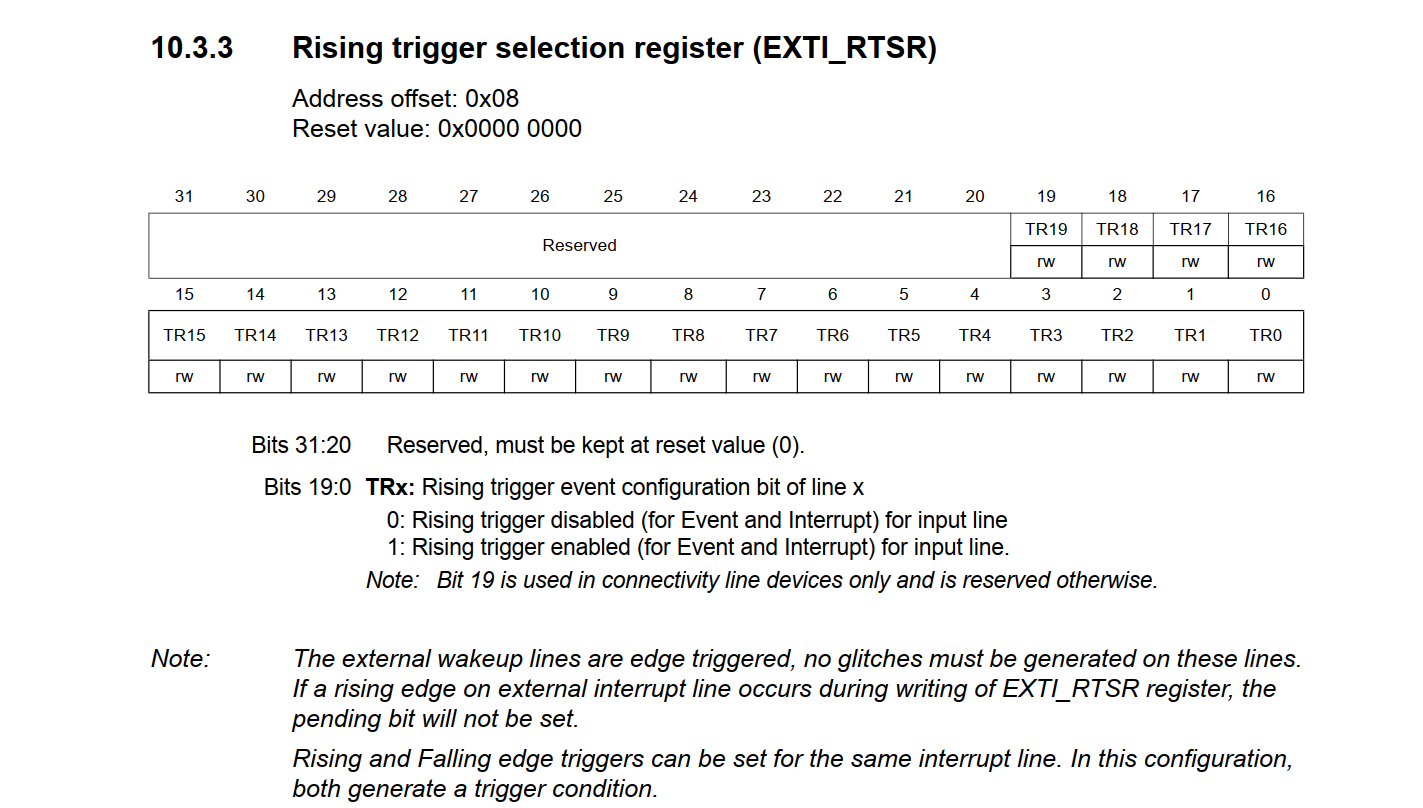 10.3.3 Rising trigger selection register (EXTI_RTSR)
Address offset: 0x08
Reset value: 0x0000 0000
31 30 29 28 27 26 25 24 23 22 21 20 19 18 17 16
Reserved TR19 TR18 TR17 TR16
rw rw rw rw
15 14 13 12 11 10 9 8 7 6 5 4 3 2 1 0
TR15 TR14 TR13 TR12 TR11 TR10 TR9 TR8 TR7 TR6 TR5 TR4 TR3 TR2 TR1 TR0
rw rw rw rw rw rw rw rw rw rw rw rw rw rw rw rw
Bits 31:20 Reserved, must be kept at reset value (0).
Bits 19:0 TRx: Rising trigger event configuration bit of line x
0: Rising trigger disabled (for Event and Interrupt) for input line
1: Rising trigger enabled (for Event and Interrupt) for input line.
Note: Bit 19 is used in connectivity line devices only and is reserved otherwise.
Note: The external wakeup lines are edge triggered, no glitches must be generated on these lines.
If a rising edge on external interrupt line occurs during writing of EXTI_RTSR register, the
pending bit will not be set.
Rising and Falling edge triggers can be set for the same interrupt line. In this configuration,
both generate a trigger condition.